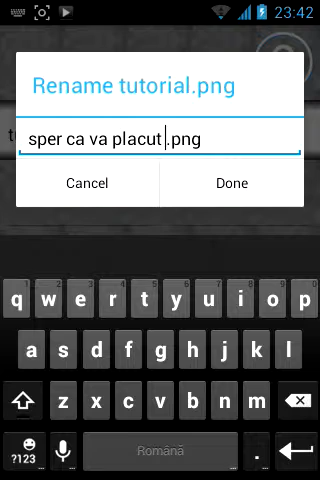 23:42
Rename tutorial.png
sper ca va placut .png
Cancel Done
q w e r t y u i o p
a s d f g h j k l
z x c v b n m
?123 Română .